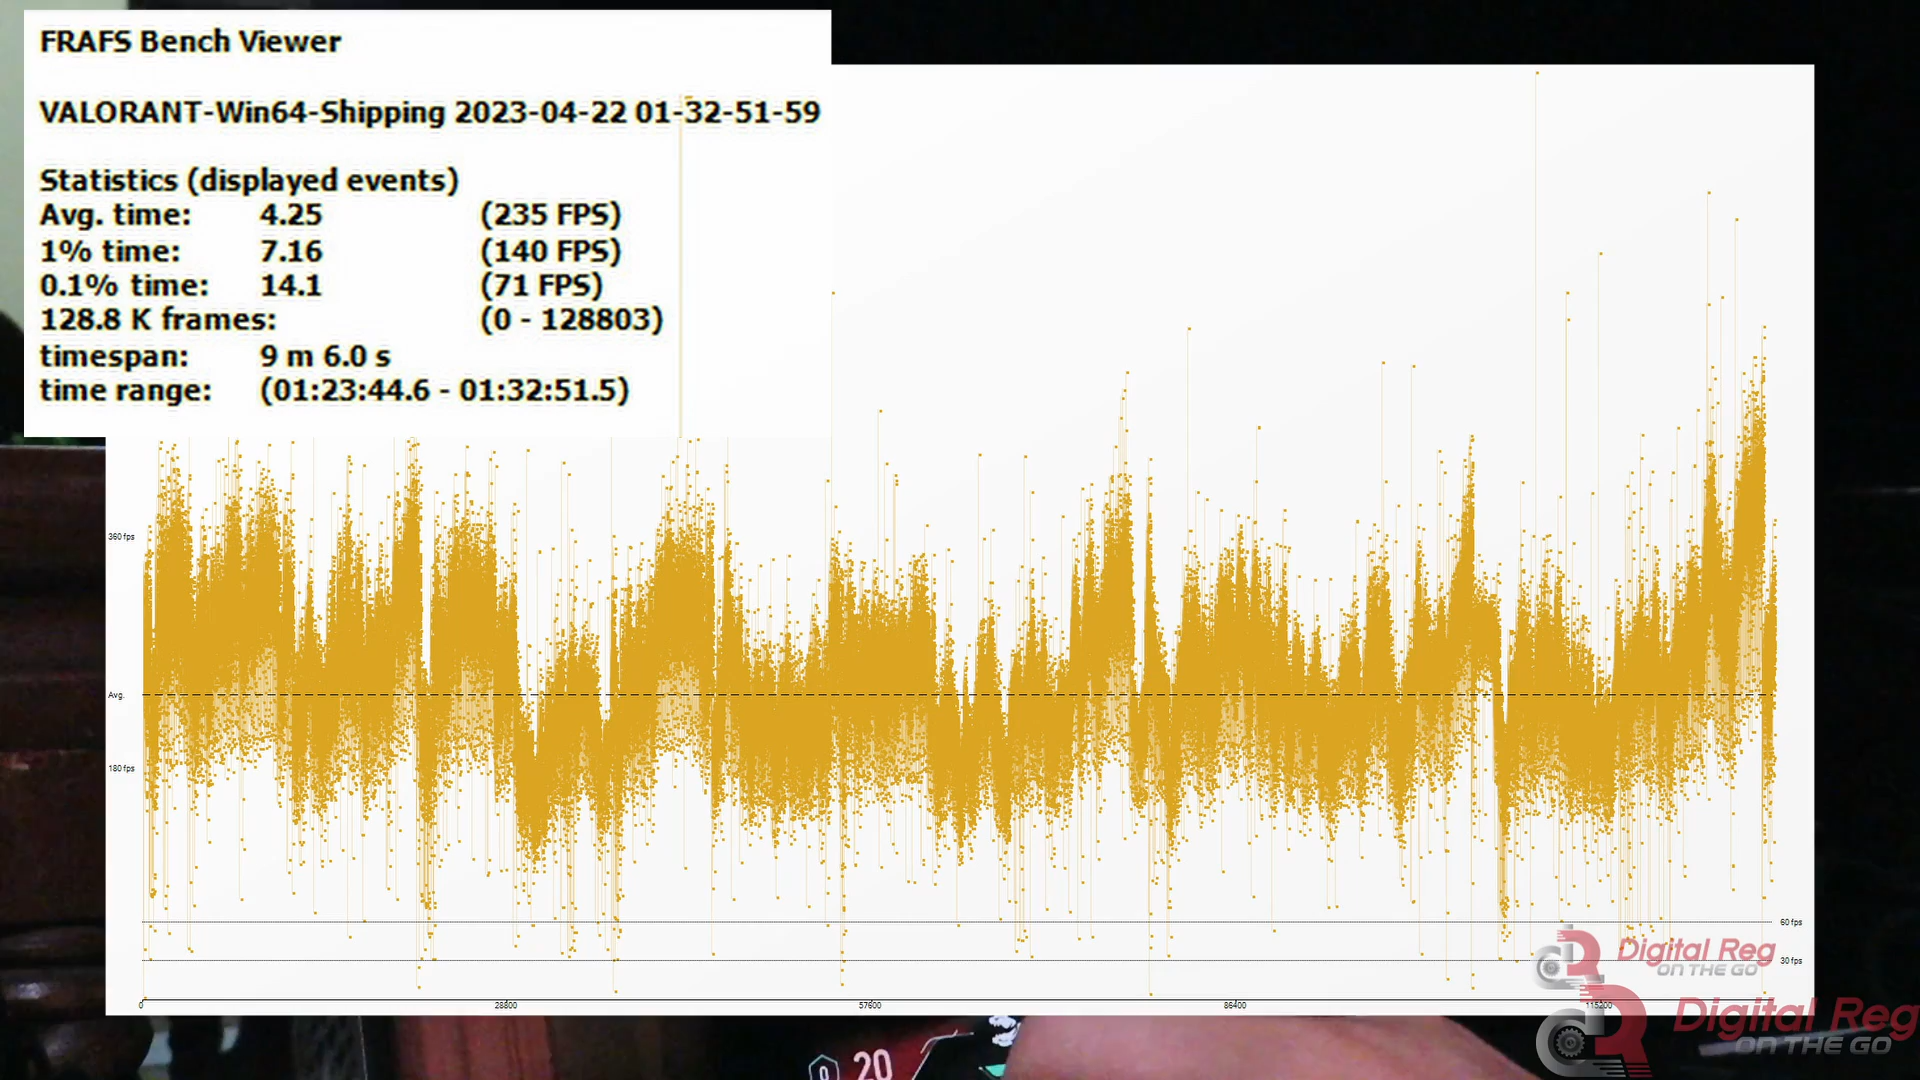 FRAFS Bench Viewer
VALORANT-Win64-Shipping 2023-04-22 01-32-51-59
Statistics (displayed events)
Avg. time: 4.25 (235 FPS)
1% time: 7.16 (140 FPS)
0.1% time: 14.1 (71 FPS)
128.8 K frames: (0 - 128803)
timespan: 9 m 6.0 s
time range: (01:23:44.6 - 01:32:51.5)
360 fps
Avg.
180 fps
60 fps
30 fps
0 28800 57600 86400 115200
Digital Reg
ON THE GO
Digital Reg
ON THE GO
0 20